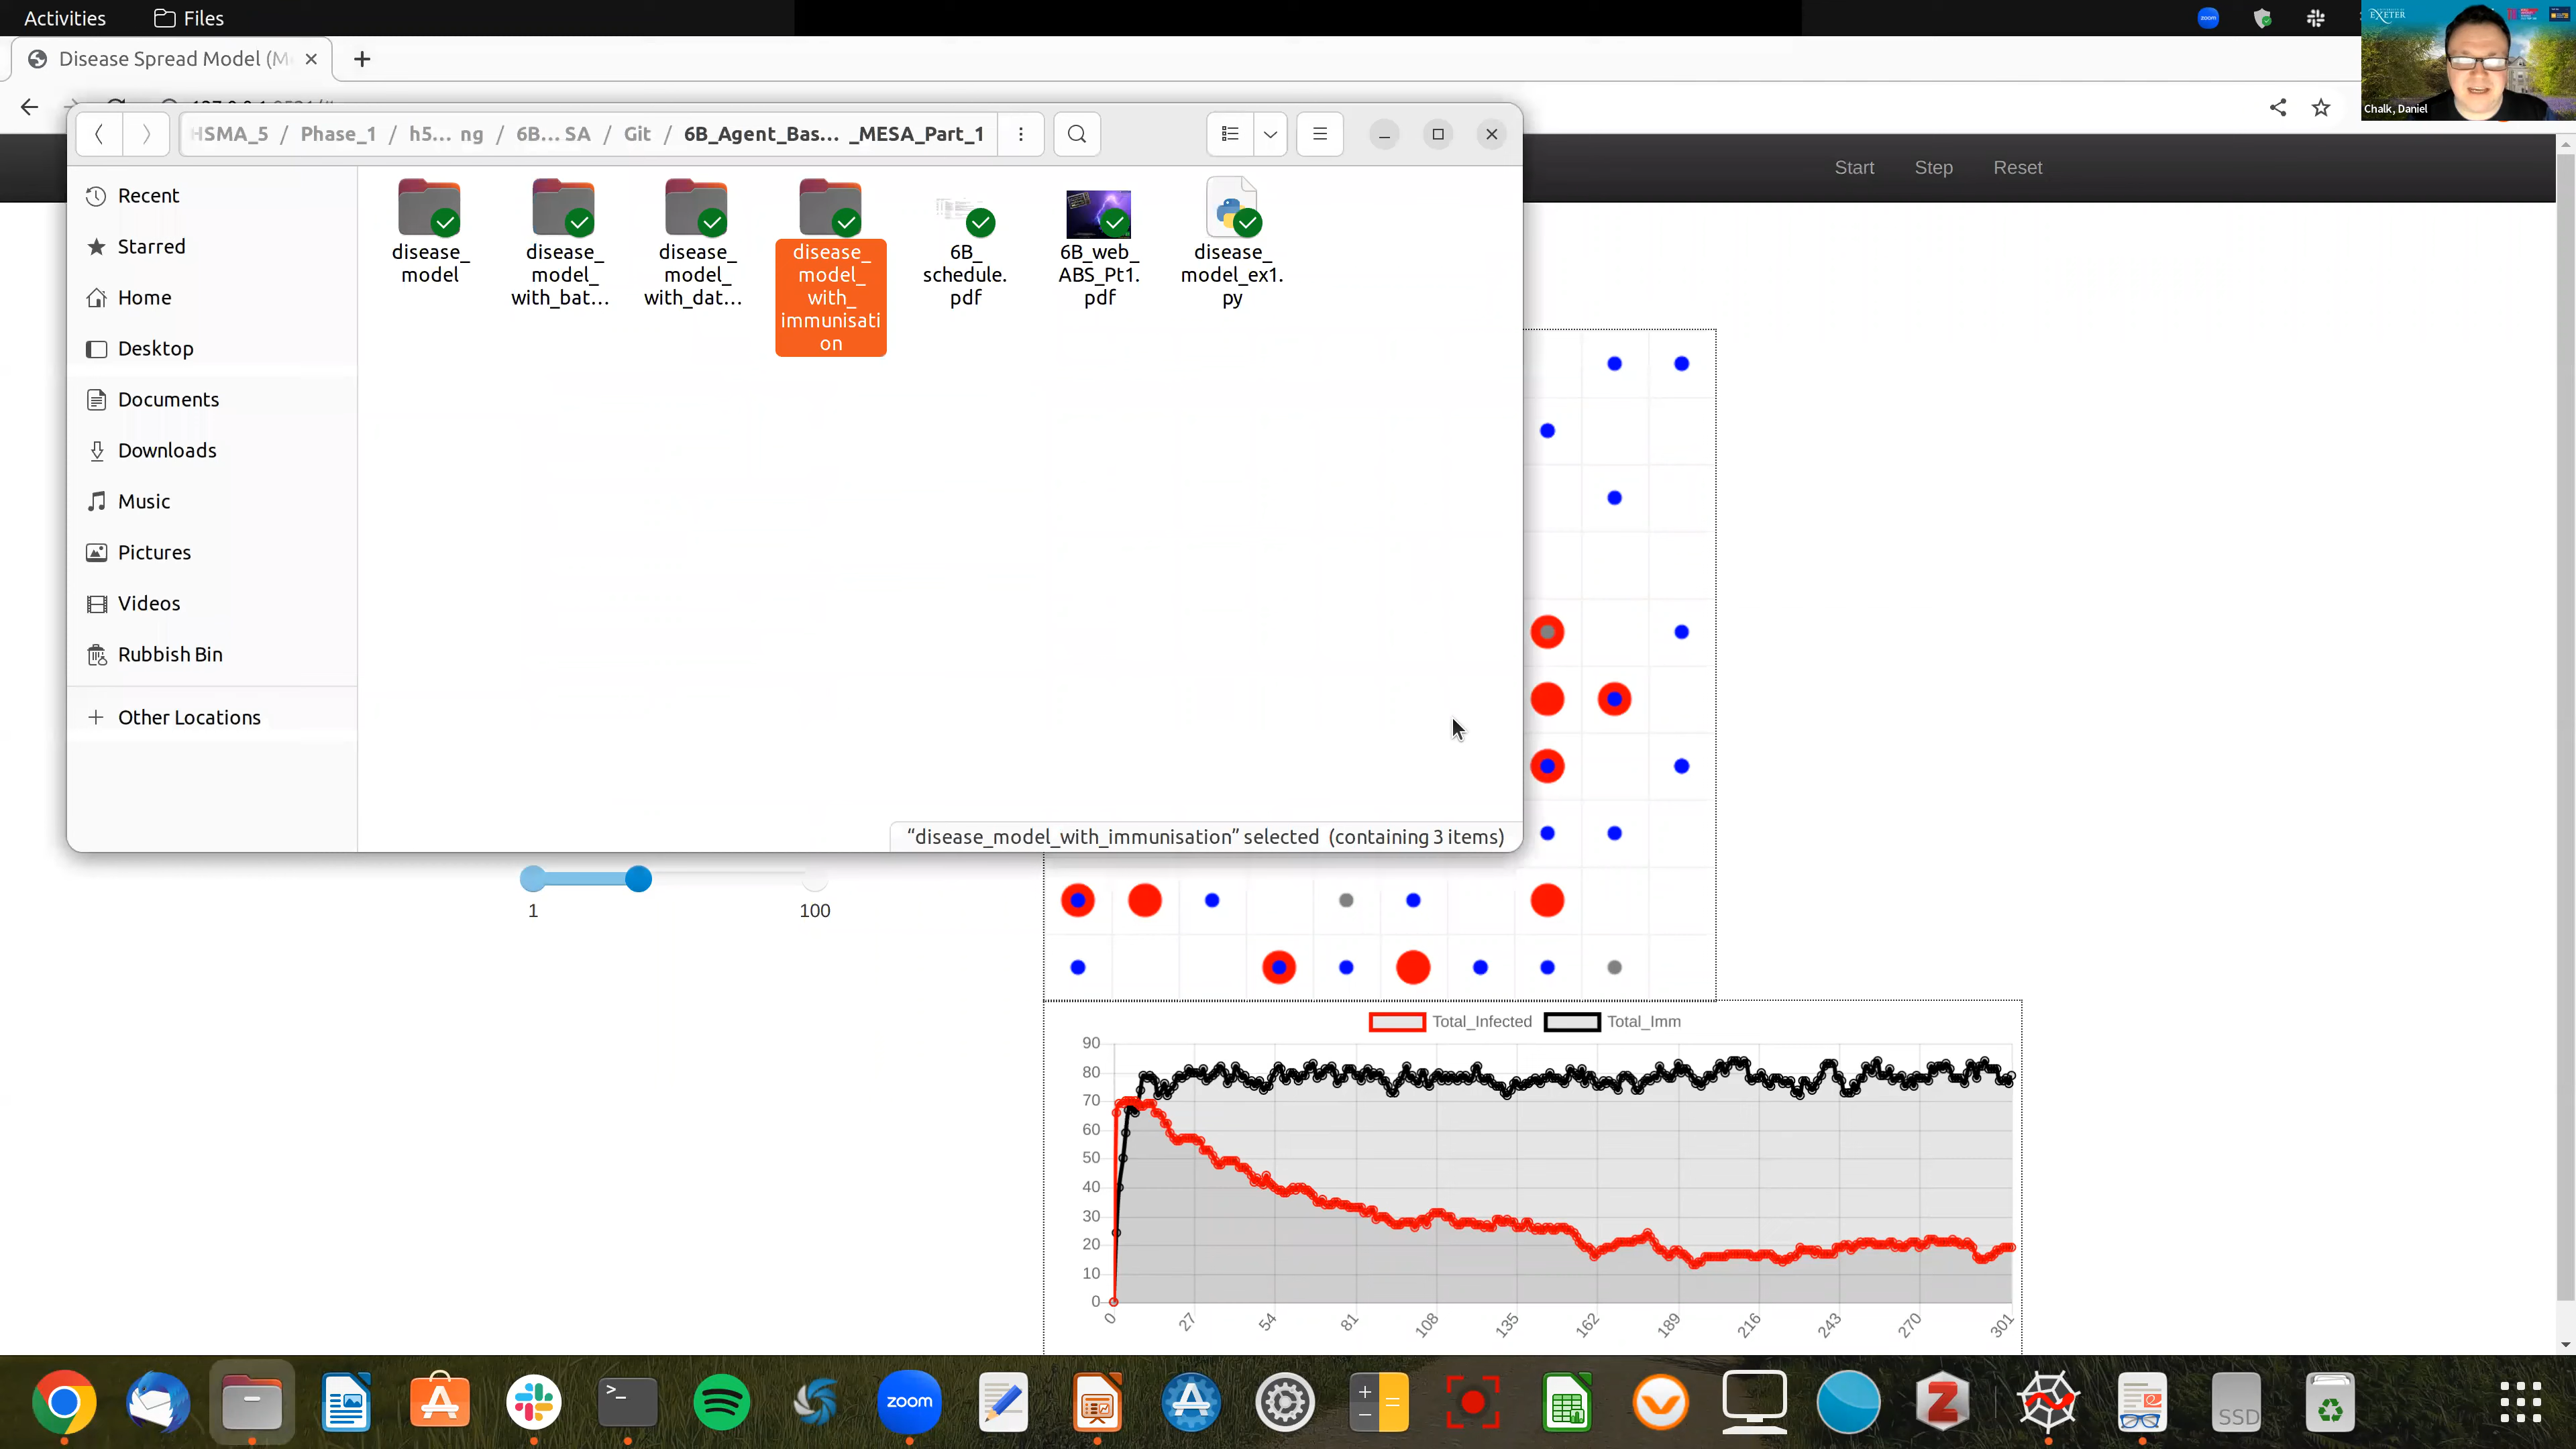 Activities
Files
zoom
EXETER
Chalk, Daniel
Disease Spread Model (M
HSMA_5 / Phase_1 / h5... ng / 6B... SA / Git / 6B_Agent_Bas... _MESA_Part_1
Start
Step
Reset
Recent
Starred
Home
Desktop
Documents
Downloads
Music
Pictures
Videos
Rubbish Bin
Other Locations
disease_
model
disease_
model_
with_bat...
disease_
model_
with_dat...
disease_
model_
with_
immunisati
on
6B_
schedule.
pdf
6B_web_
ABS_Pt1.
pdf
disease_
model_ex1.
py
“disease_model_with_immunisation” selected (containing 3 items)
1
100
Total_Infected
Total_Imm
90
80
70
60
50
40
30
20
10
0
0
27
54
81
108
135
162
189
216
243
270
301
zoom
SSD